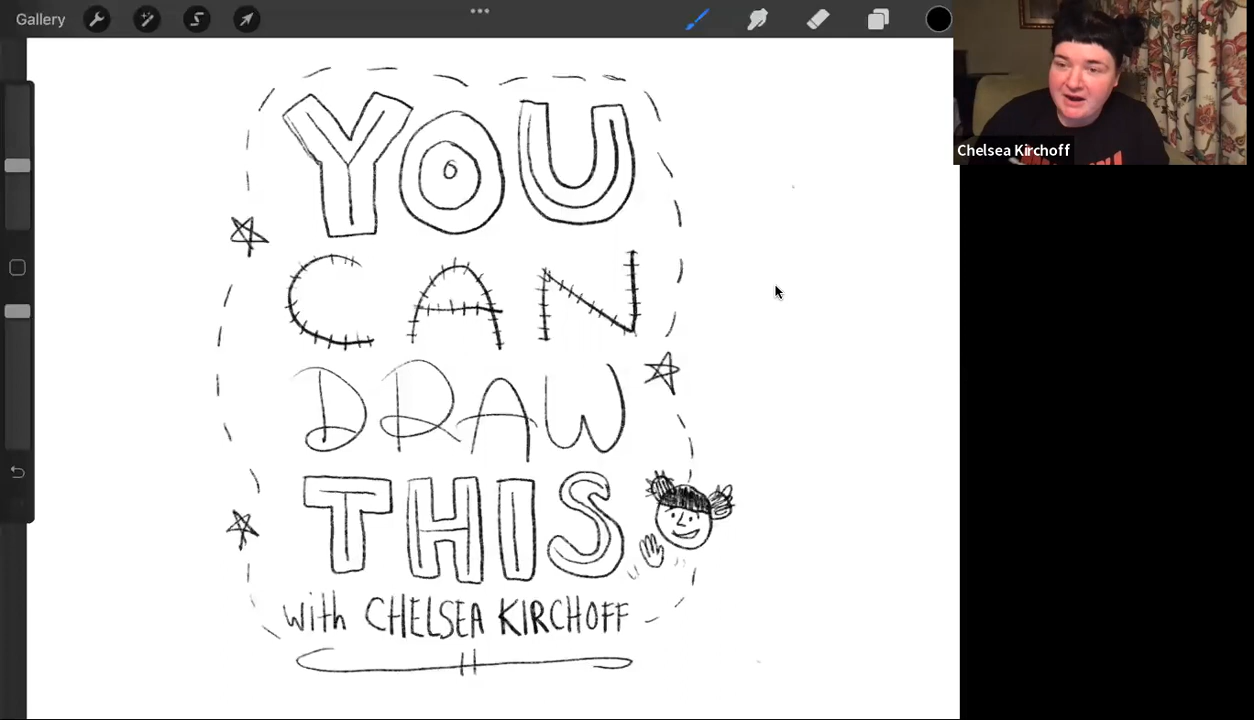 Gallery
YOU
CAN
DRAW
THIS
with CHELSEA KIRCHOFF
Chelsea Kirchoff